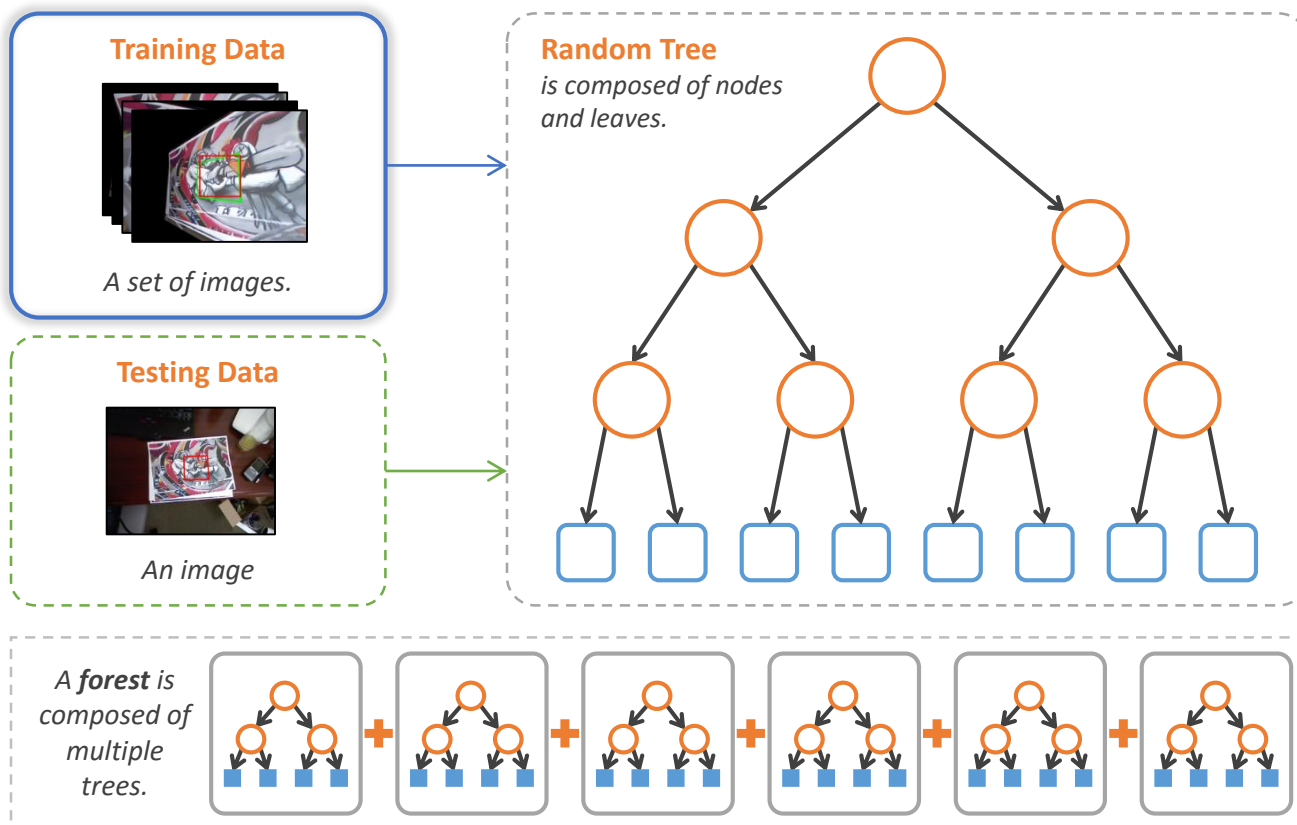 Training Data
A set of images.
Testing Data
An image
Random Tree
is composed of nodes
and leaves.
A forest is
composed of
multiple
trees.